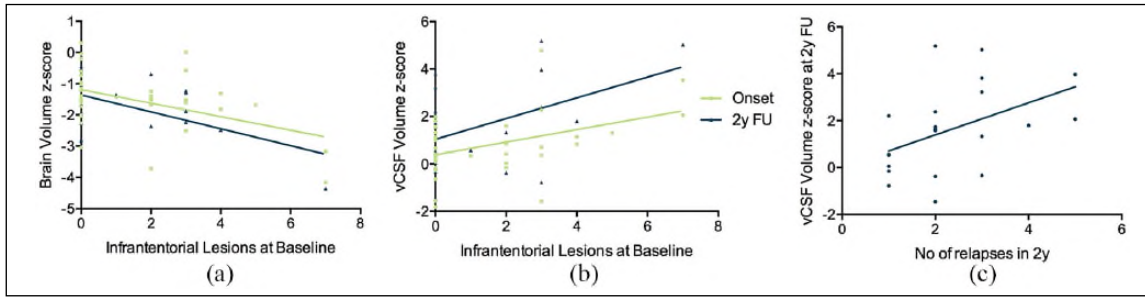 Brain Volume z-score
1
0
-1
-2
-3
-4
-5
0
2
4
6
8
Infrantentorial Lesions at Baseline
(a)
vCSF Volume z-score
6
4
2
0
-2
0
2
4
6
8
Infrantentorial Lesions at Baseline
(b)
Onset
2y FU
vCSF Volume z-score at 2y FU
6
4
2
0
-2
0
2
4
6
No of relapses in 2y
(c)